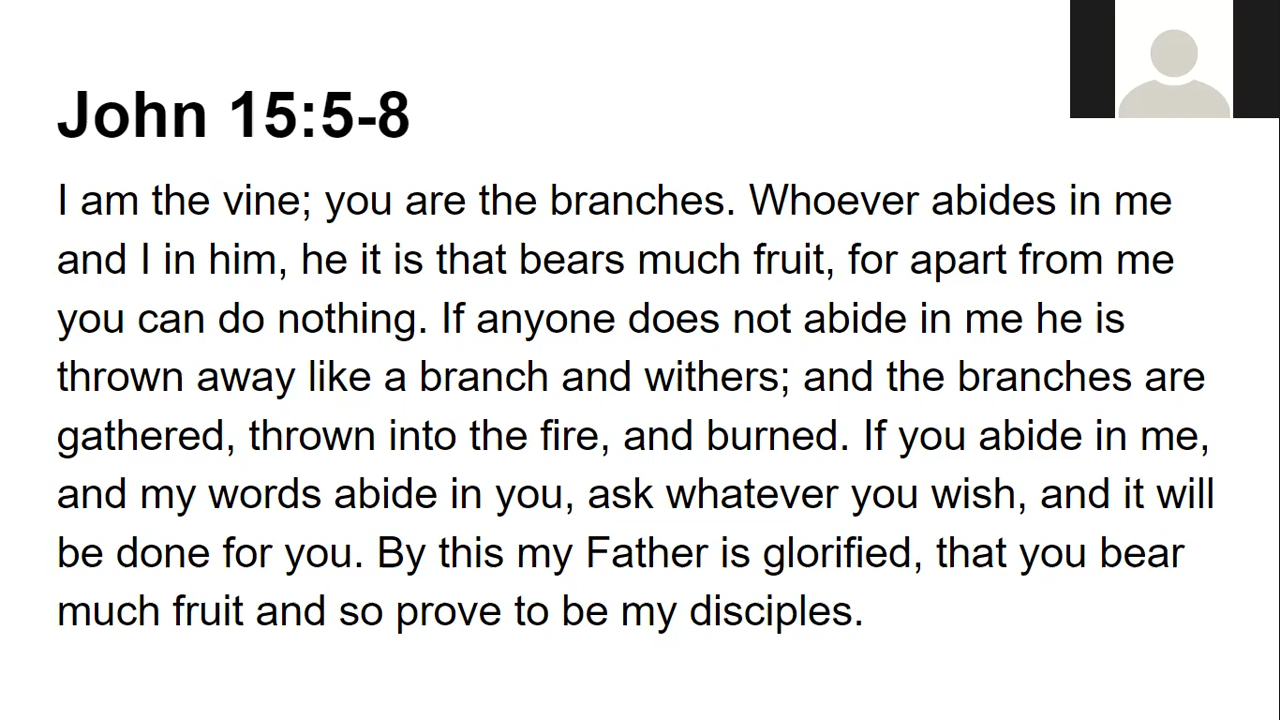 John 15:5-8
I am the vine; you are the branches. Whoever abides in me
and I in him, he it is that bears much fruit, for apart from me
you can do nothing. If anyone does not abide in me he is
thrown away like a branch and withers; and the branches are
gathered, thrown into the fire, and burned. If you abide in me,
and my words abide in you, ask whatever you wish, and it will
be done for you. By this my Father is glorified, that you bear
much fruit and so prove to be my disciples.